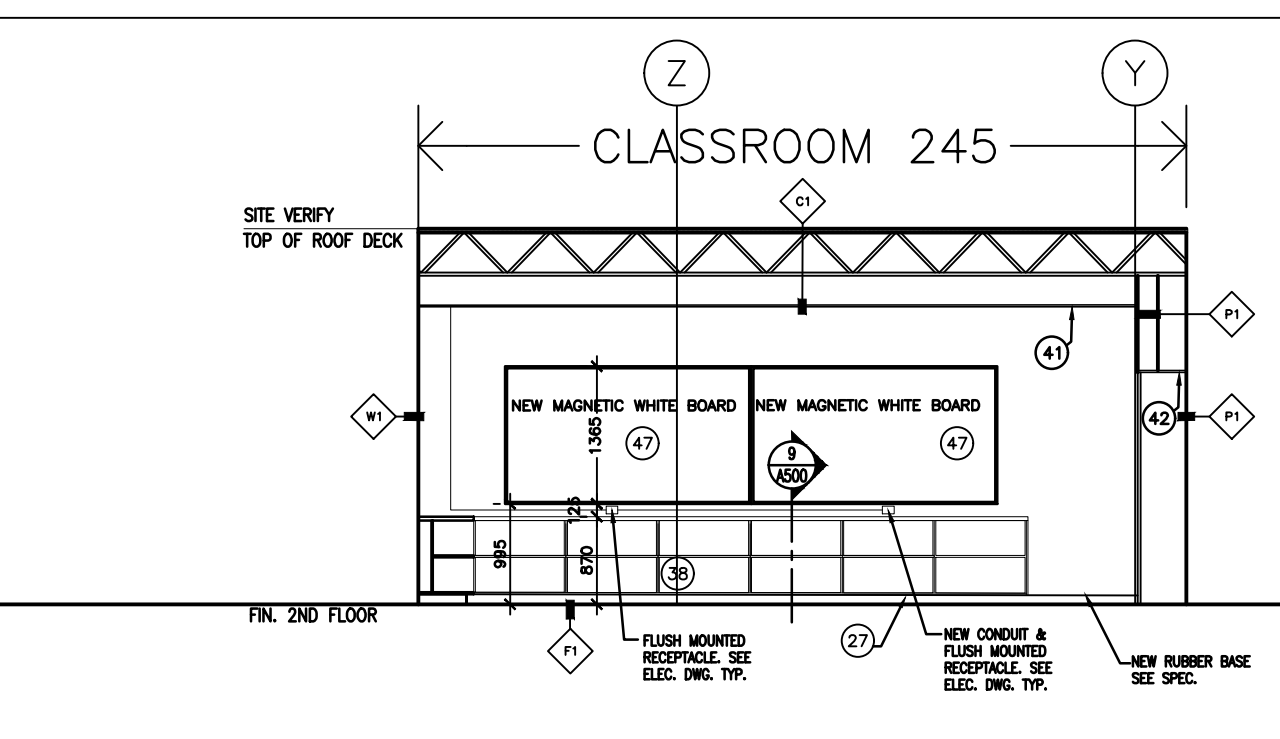 Z
Y
CLASSROOM 245
C1
SITE VERIFY
TOP OF ROOF DECK
P1
41
NEW MAGNETIC WHITE BOARD
NEW MAGNETIC WHITE BOARD
W1
42
P1
1365
47
47
9
A500
125
995
870
38
FIN. 2ND FLOOR
F1
FLUSH MOUNTED
RECEPTACLE. SEE
ELEC. DWG. TYP.
27
NEW CONDUIT &
FLUSH MOUNTED
RECEPTACLE. SEE
ELEC. DWG. TYP.
NEW RUBBER BASE
SEE SPEC.